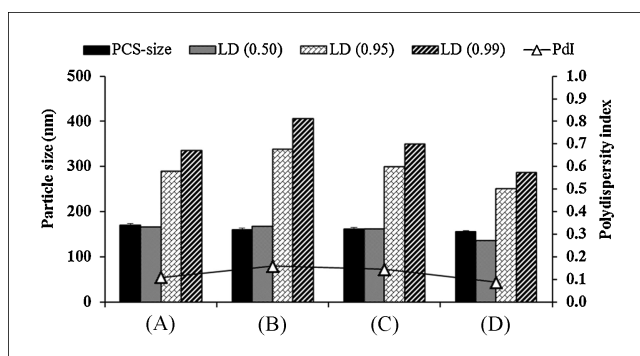 PCS-size LD (0.50) LD (0.95) LD (0.99) PdI
500 1.0
0.9
400 0.8
0.7
300 0.6
0.5
200 0.4
0.3
100 0.2
0.1
0 0.0
Particle size (nm)
Polydispersity index
(A) (B) (C) (D)